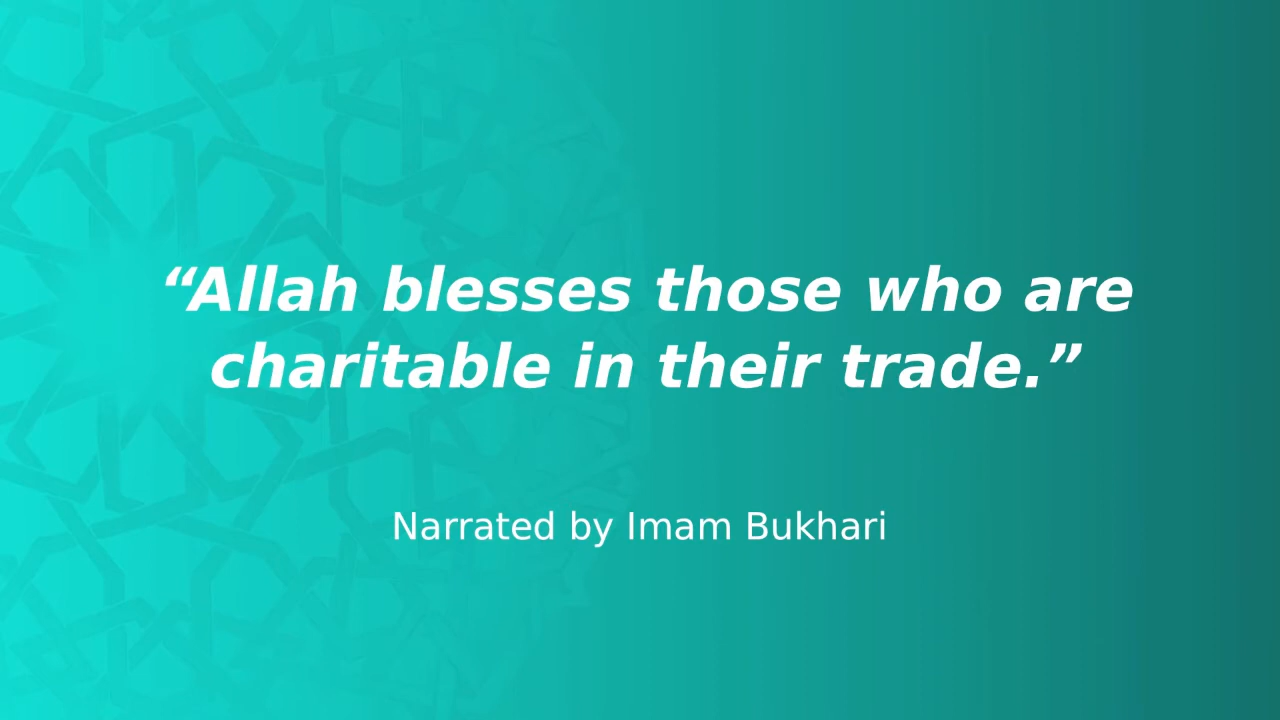 “Allah blesses those who are
charitable in their trade.”
Narrated by Imam Bukhari